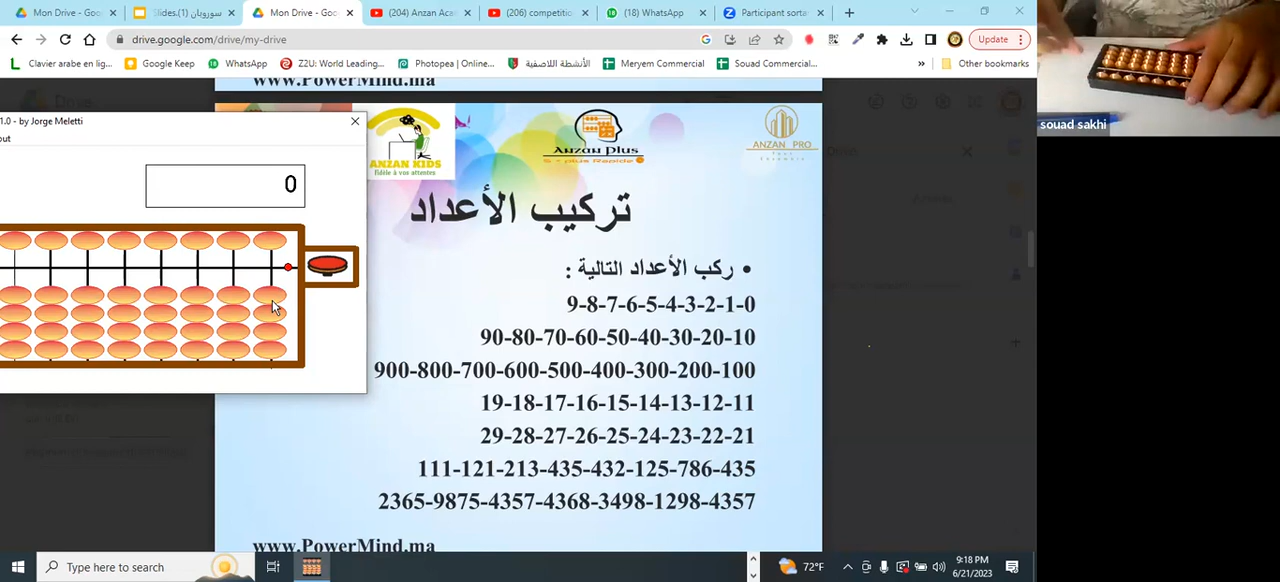 Mon Drive - Goo
Slides.(1) سوروبان
Mon Drive - Goo
(204) Anzan Aca
(206) competitio
(18) WhatsApp
Participant sorta
drive.google.com/drive/my-drive
Update
Clavier arabe en lig...
Google Keep
WhatsApp
Z2U: World Leading...
Photopea | Online...
الأنشطة اللاصفية
Meryem Commercial
Souad Commercial...
Other bookmarks
www.PowerMind.ma
1.0 - by Jorge Meletti
out
0
ANZAN KIDS
Fidèle à vos attentes
Anzan Plus
ANZAN PRO
تركيب الأعداد
• ركب الأعداد التالية :
9-8-7-6-5-4-3-2-1-0
90-80-70-60-50-40-30-20-10
900-800-700-600-500-400-300-200-100
19-18-17-16-15-14-13-12-11
29-28-27-26-25-24-23-22-21
111-121-213-435-432-125-786-435
2365-9875-4357-4368-3498-1298-4357
www.PowerMind.ma
souad sakhi
Type here to search
72°F
9:18 PM
6/21/2023